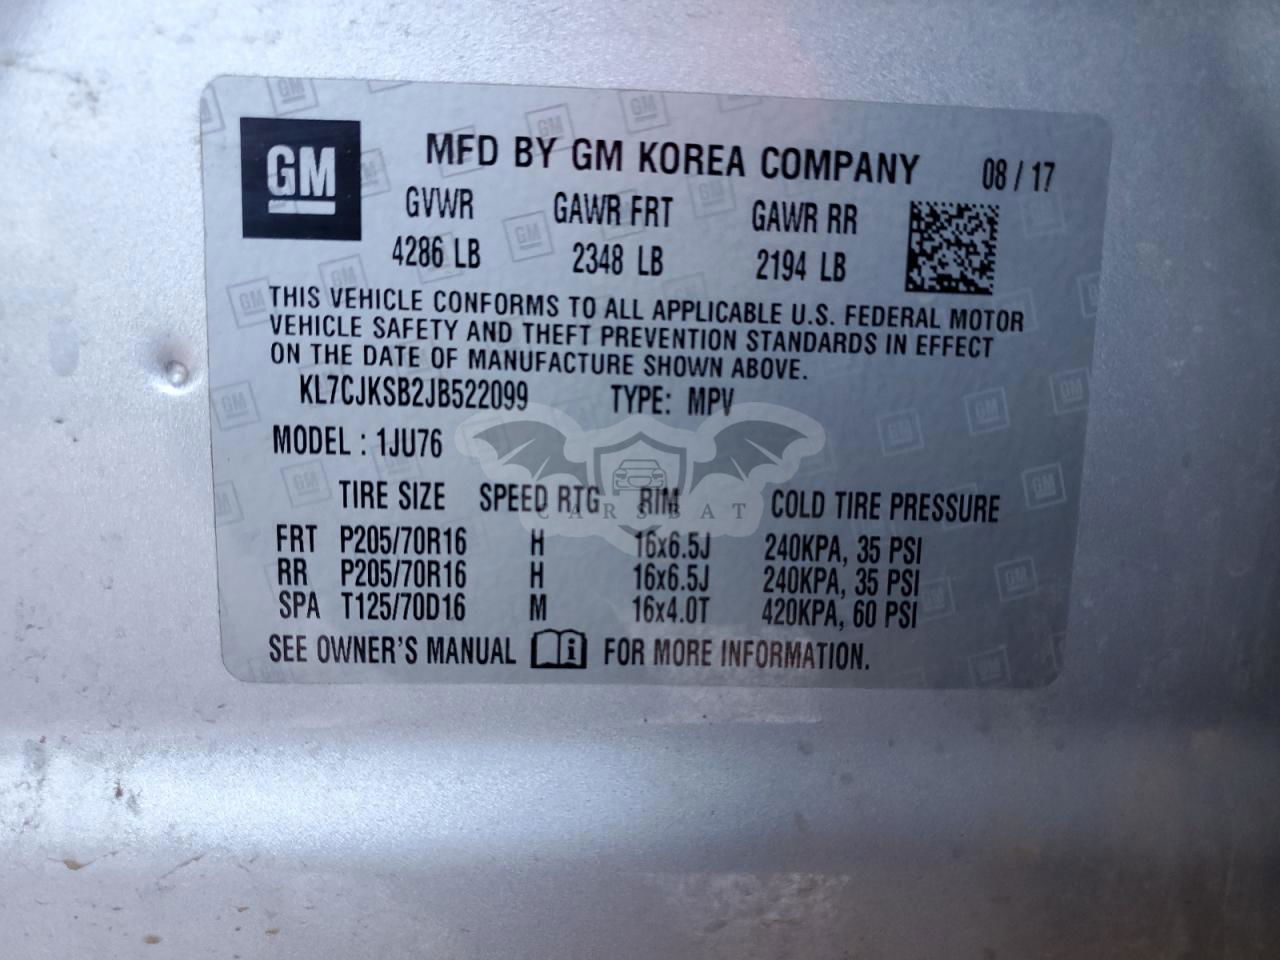 GM MFD BY GM KOREA COMPANY 08 / 17
GVWR GAWR FRT GAWR RR
4286 LB 2348 LB 2194 LB
THIS VEHICLE CONFORMS TO ALL APPLICABLE U.S. FEDERAL MOTOR
VEHICLE SAFETY AND THEFT PREVENTION STANDARDS IN EFFECT
ON THE DATE OF MANUFACTURE SHOWN ABOVE.
KL7CJKSB2JB522099 TYPE: MPV
MODEL : 1JU76
TIRE SIZE SPEED RTG RIM COLD TIRE PRESSURE
CARSBAT
FRT P205/70R16 H 16x6.5J 240KPA, 35 PSI
RR P205/70R16 H 16x6.5J 240KPA, 35 PSI
SPA T125/70D16 M 16x4.0T 420KPA, 60 PSI
SEE OWNER'S MANUAL i FOR MORE INFORMATION.